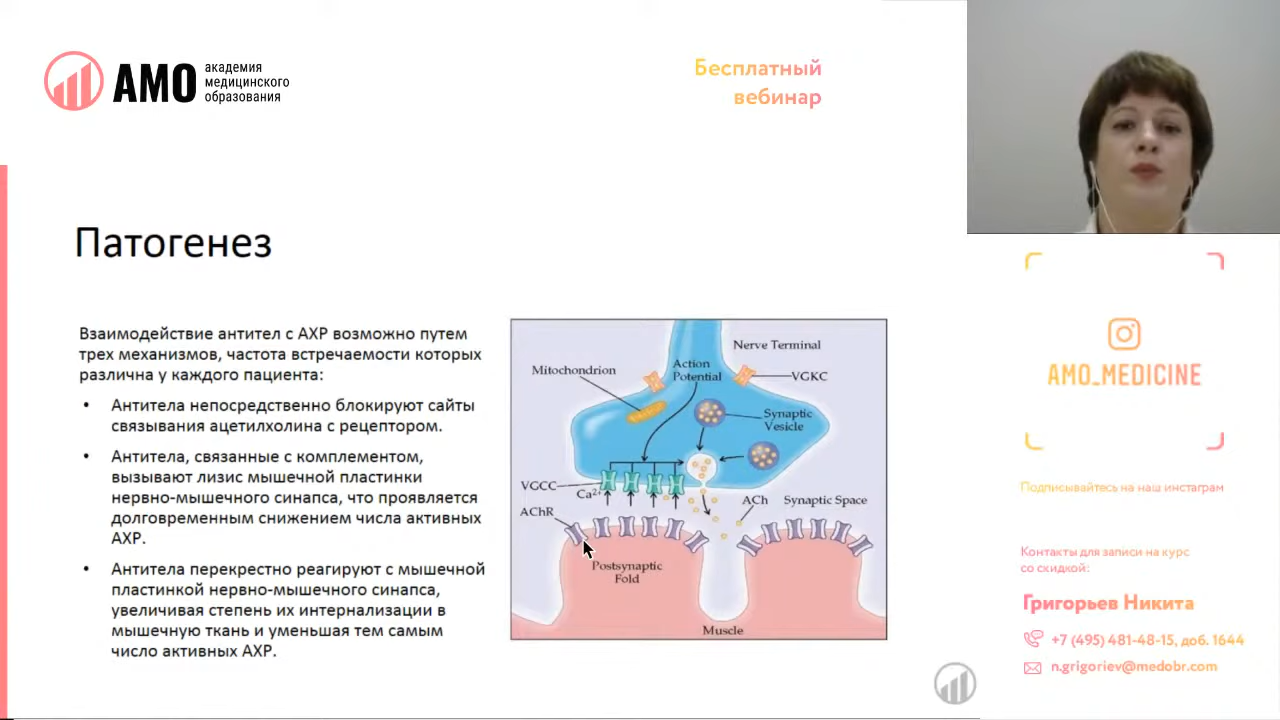 АМО
академия
медицинского
образования
Бесплатный
вебинар
Патогенез
Взаимодействие антител с АХР возможно путем
трех механизмов, частота встречаемости которых
различна у каждого пациента:
• Антитела непосредственно блокируют сайты
связывания ацетилхолина с рецептором.
• Антитела, связанные с комплементом,
вызывают лизис мышечной пластинки
нервно-мышечного синапса, что проявляется
долговременным снижением числа активных
АХР.
• Антитела перекрестно реагируют с мышечной
пластинкой нервно-мышечного синапса,
увеличивая степень их интернализации в
мышечную ткань и уменьшая тем самым
число активных АХР.
Nerve Terminal
Mitochondrion
Action
Potential
VGKC
Synaptic
Vesicle
VGCC
Ca2+
AChR
ACh
Synaptic Space
Postsynaptic
Fold
Muscle
AMO_MEDICINE
Подписывайтесь на наш инстаграм
Контакты для записи на курс
со скидкой:
Григорьев Никита
+7 (495) 481-48-15, доб. 1644
n.grigoriev@medobr.com